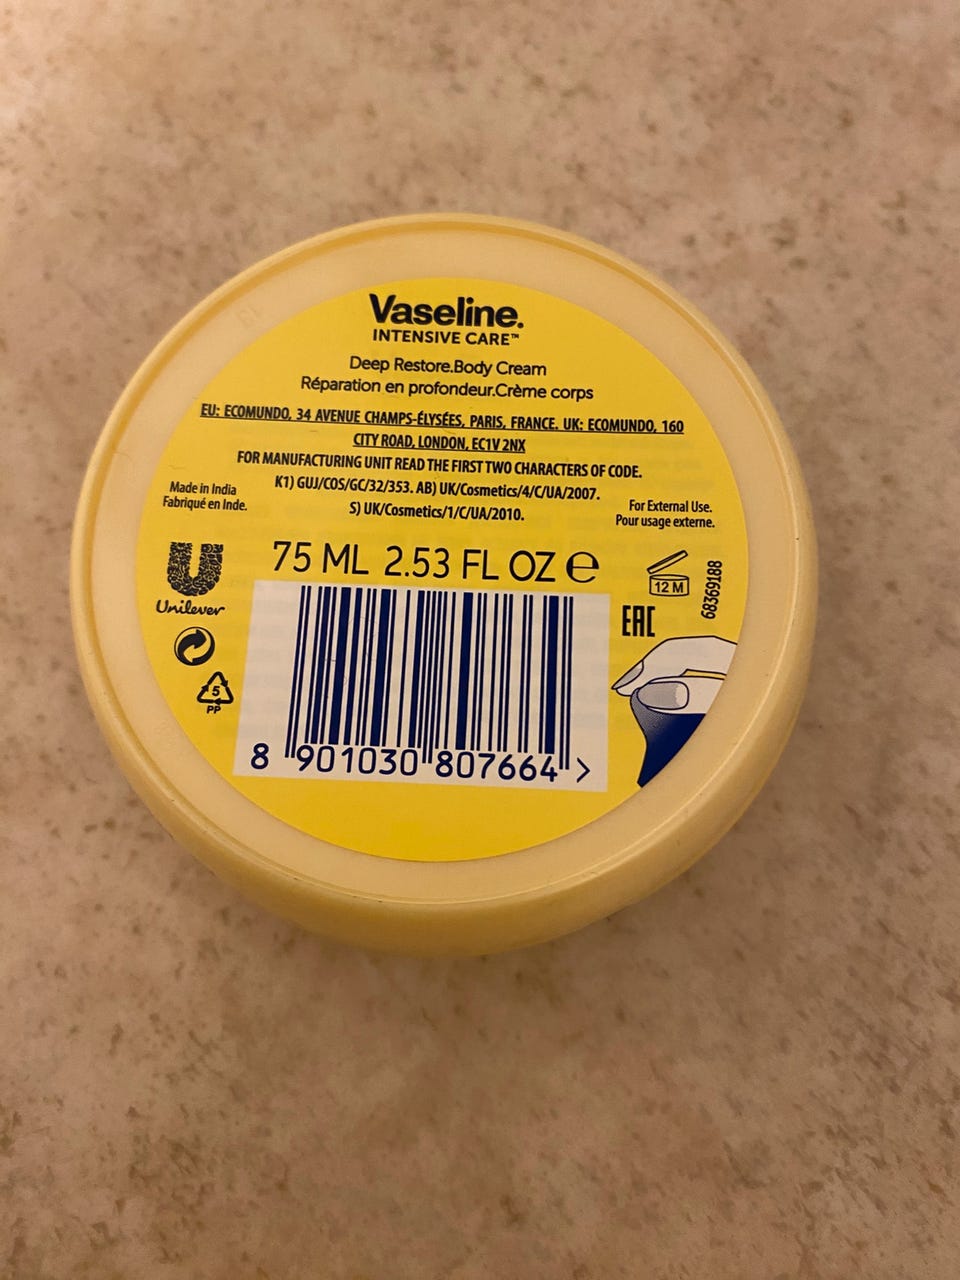 Vaseline.
INTENSIVE CARE™
Deep Restore.Body Cream
Réparation en profondeur.Crème corps
EU: ECOMUNDO, 34 AVENUE CHAMPS-ÉLYSÉES, PARIS, FRANCE. UK: ECOMUNDO, 160
CITY ROAD, LONDON, EC1V 2NX
FOR MANUFACTURING UNIT READ THE FIRST TWO CHARACTERS OF CODE.
K1) GUJ/COS/GC/32/353. AB) UK/Cosmetics/4/C/UA/2007.
S) UK/Cosmetics/1/C/UA/2010.
Made in India
Fabriqué en Inde.
For External Use.
Pour usage externe.
75 ML 2.53 FL OZ e
Unilever
12 M
68369188
EAC
5
PP
8 901030 807664 >